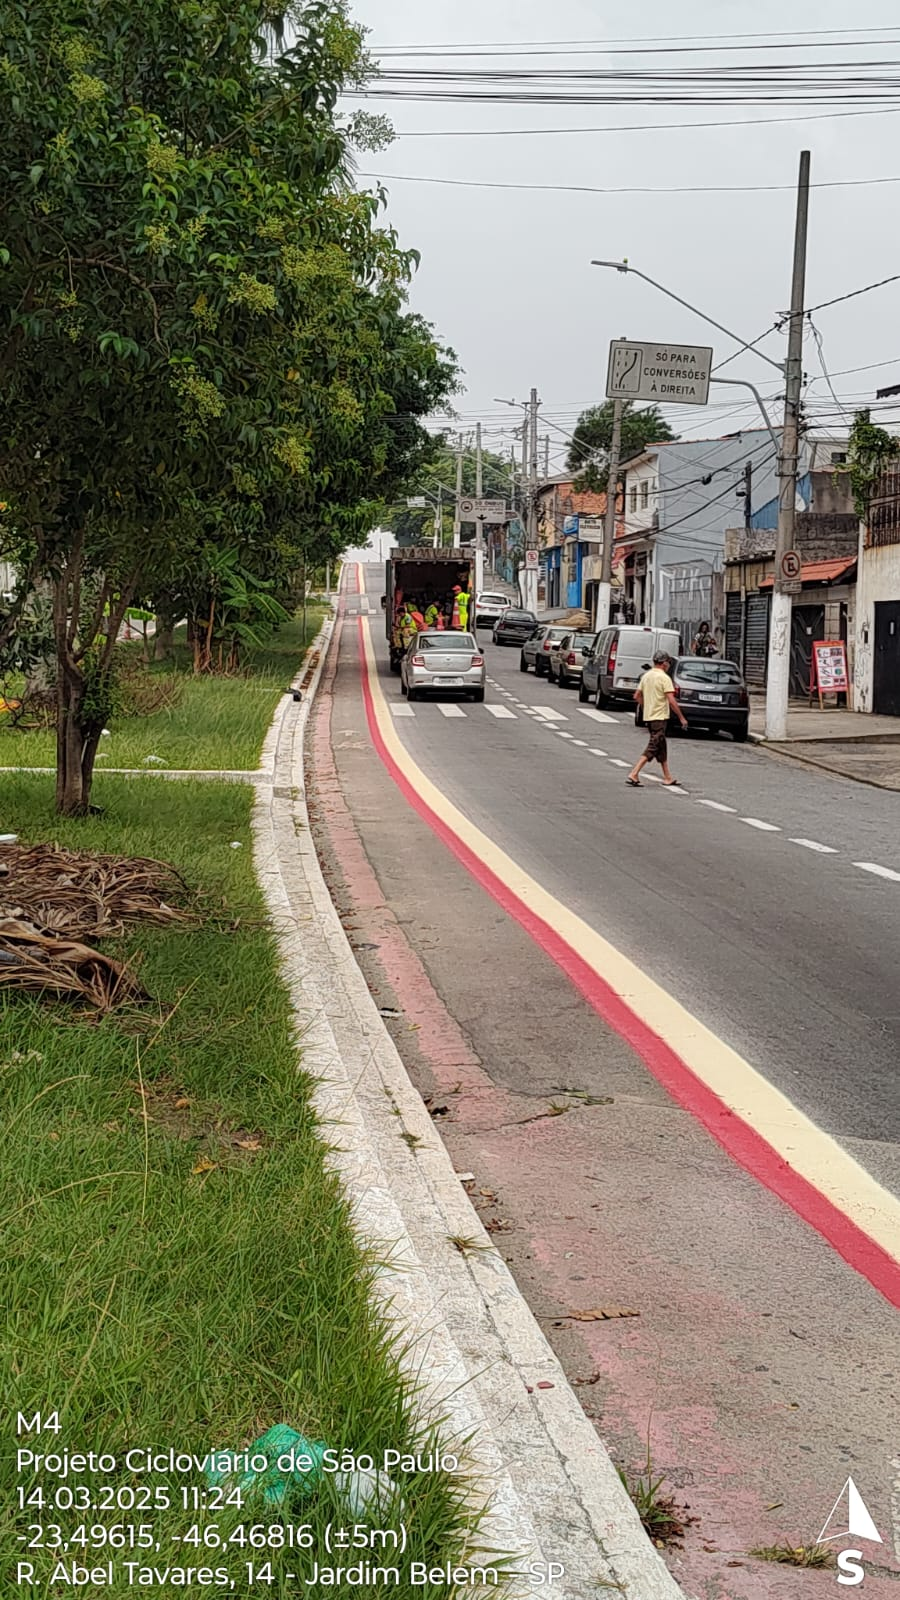 SÓ PARA
CONVERSÕES
À DIREITA
E
M4
Projeto Cicloviário de São Paulo
14.03.2025 11:24
-23,49615, -46,46816 (±5m)
R. Abel Tavares, 14 - Jardim Belem - SP
S